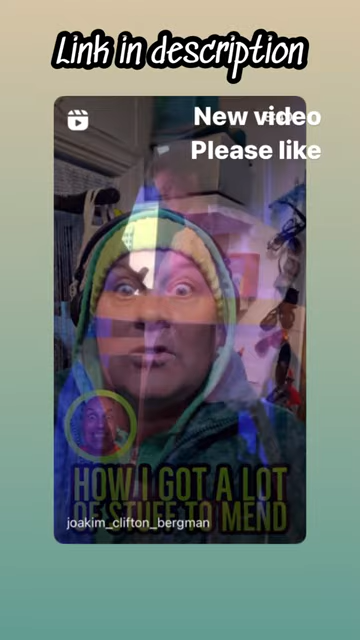 Link in description
New video
Please like
HOW I GOT A LOT
OF STUFF TO MEND
joakim_clifton_bergman